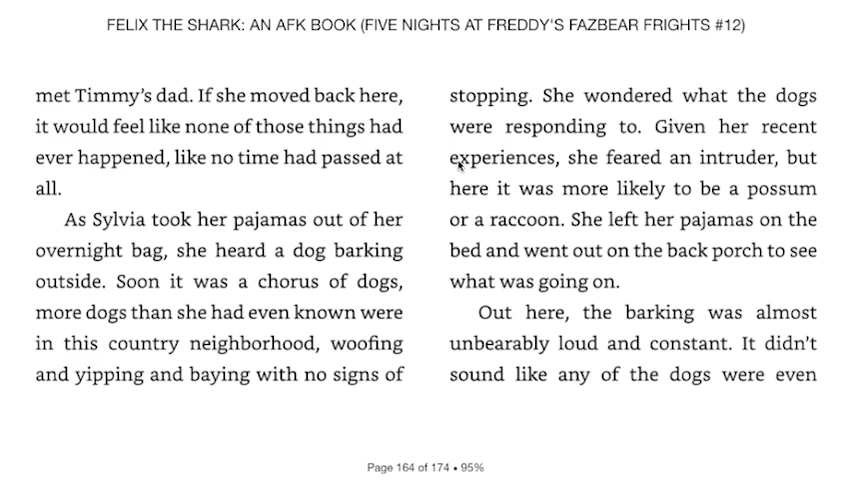 FELIX THE SHARK: AN AFK BOOK (FIVE NIGHTS AT FREDDY'S FAZBEAR FRIGHTS #12)
met Timmy's dad. If she moved back here,
it would feel like none of those things had
ever happened, like no time had passed at
all.
As Sylvia took her pajamas out of her
overnight bag, she heard a dog barking
outside. Soon it was a chorus of dogs,
more dogs than she had even known were
in this country neighborhood, woofing
and yipping and baying with no signs of
stopping. She wondered what the dogs
were responding to. Given her recent
experiences, she feared an intruder, but
here it was more likely to be a possum
or a raccoon. She left her pajamas on the
bed and went out on the back porch to see
what was going on.
Out here, the barking was almost
unbearably loud and constant. It didn't
sound like any of the dogs were even
Page 164 of 174 • 95%